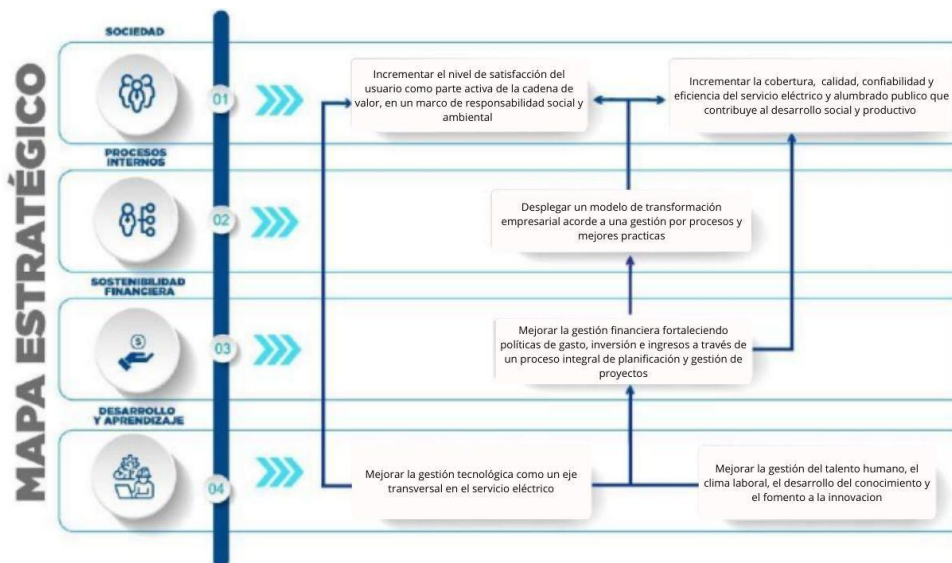 MAPA ESTRATÉGICO
SOCIEDAD
01
Incrementar el nivel de satisfacción del
usuario como parte activa de la cadena de
valor, en un marco de responsabilidad social y
ambiental
Incrementar la cobertura, calidad, confiabilidad y
eficiencia del servicio eléctrico y alumbrado publico que
contribuye al desarrollo social y productivo
PROCESOS
INTERNOS
02
Desplegar un modelo de transformación
empresarial acorde a una gestión por procesos y
mejores practicas
SOSTENIBILIDAD
FINANCIERA
$
03
Mejorar la gestión financiera fortaleciendo
políticas de gasto, inversión e ingresos a través de
un proceso integral de planificación y gestión de
proyectos
DESARROLLO
Y APRENDIZAJE
04
Mejorar la gestión tecnológica como un eje
transversal en el servicio eléctrico
Mejorar la gestión del talento humano, el
clima laboral, el desarrollo del conocimiento y
el fomento a la innovacion